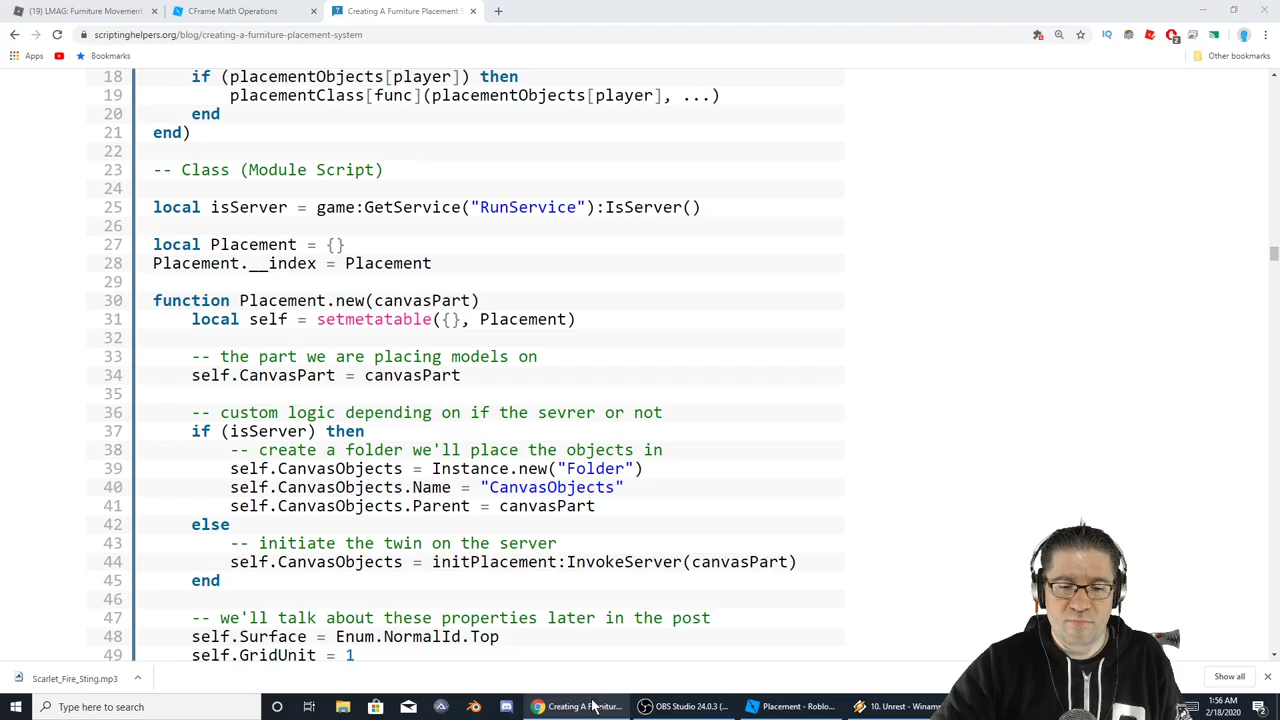 (19) LMAG: Furniture Movement
CFrame Math Operations
Creating A Furniture Placement S
scriptinghelpers.org/blog/creating-a-furniture-placement-system
Apps
Bookmarks
Other bookmarks
18 if (placementObjects[player]) then
19 placementClass[func](placementObjects[player], ...)
20 end
21 end)
22
23 -- Class (Module Script)
24
25 local isServer = game:GetService("RunService"):IsServer()
26
27 local Placement = {}
28 Placement.__index = Placement
29
30 function Placement.new(canvasPart)
31 local self = setmetatable({}, Placement)
32
33 -- the part we are placing models on
34 self.CanvasPart = canvasPart
35
36 -- custom logic depending on if the sevrer or not
37 if (isServer) then
38 -- create a folder we'll place the objects in
39 self.CanvasObjects = Instance.new("Folder")
40 self.CanvasObjects.Name = "CanvasObjects"
41 self.CanvasObjects.Parent = canvasPart
42 else
43 -- initiate the twin on the server
44 self.CanvasObjects = initPlacement:InvokeServer(canvasPart)
45 end
46
47 -- we'll talk about these properties later in the post
48 self.Surface = Enum.NormalId.Top
49 self.GridUnit = 1
Scarlet_Fire_Sting.mp3
Show all
Type here to search
Creating A Furnitur...
OBS Studio 24.0.3 (...
Placement - Roblo...
10. Unrest - Winam
1:56 AM
2/18/2020